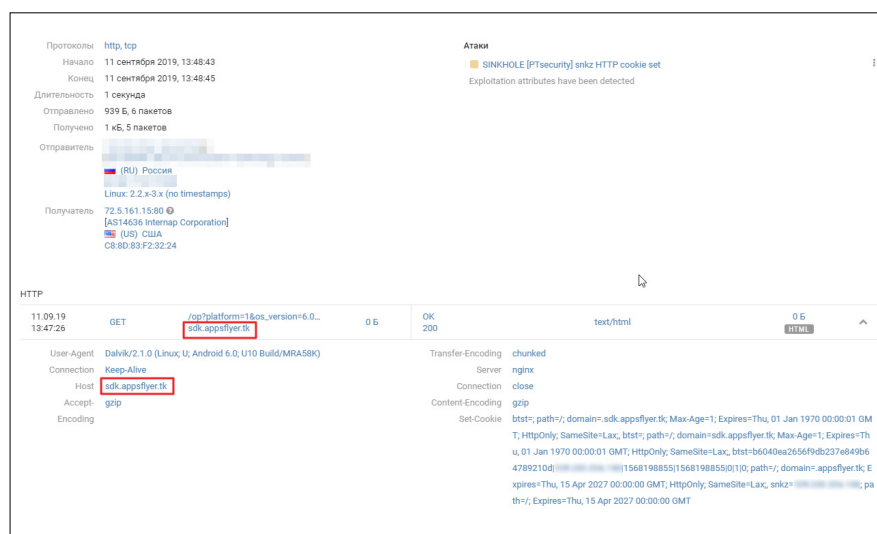 Протоколы http, tcp
Начало 11 сентября 2019, 13:48:43
Конец 11 сентября 2019, 13:48:45
Длительность 1 секунда
Отправлено 939 Б, 6 пакетов
Получено 1 кБ, 5 пакетов
Отправитель
(RU) Россия
Linux: 2.2.x-3.x (no timestamps)
Получатель 72.5.161.15:80
[AS14636 Internap Corporation]
(US) США
C8:8D:83:F2:32:24
Атаки
SINKHOLE [PTsecurity] snkz HTTP cookie set
Exploitation attributes have been detected
HTTP
11.09.19 13:47:26 GET /op?platform=1&os_version=6.0... sdk.appsflyer.tk 0 Б OK 200 text/html 0 Б HTML
User-Agent Dalvik/2.1.0 (Linux; U; Android 6.0; U10 Build/MRA58K)
Connection Keep-Alive
Host sdk.appsflyer.tk
Accept-Encoding gzip
Transfer-Encoding chunked
Server nginx
Connection close
Content-Encoding gzip
Set-Cookie btst=; path=/; domain=.sdk.appsflyer.tk; Max-Age=1; Expires=Thu, 01 Jan 1970 00:00:01 GM
T; HttpOnly; SameSite=Lax;, btst=; path=/; domain=sdk.appsflyer.tk; Max-Age=1; Expires=Th
u, 01 Jan 1970 00:00:01 GMT; HttpOnly; SameSite=Lax;, btst=b6040ea2656f9db237e849b6
4789210d| |1568198855|1568198855|0|1|0; path=/; domain=.appsflyer.tk; E
xpires=Thu, 15 Apr 2027 00:00:00 GMT; HttpOnly; SameSite=Lax;, snkz= ; pa
th=/; Expires=Thu, 15 Apr 2027 00:00:00 GMT